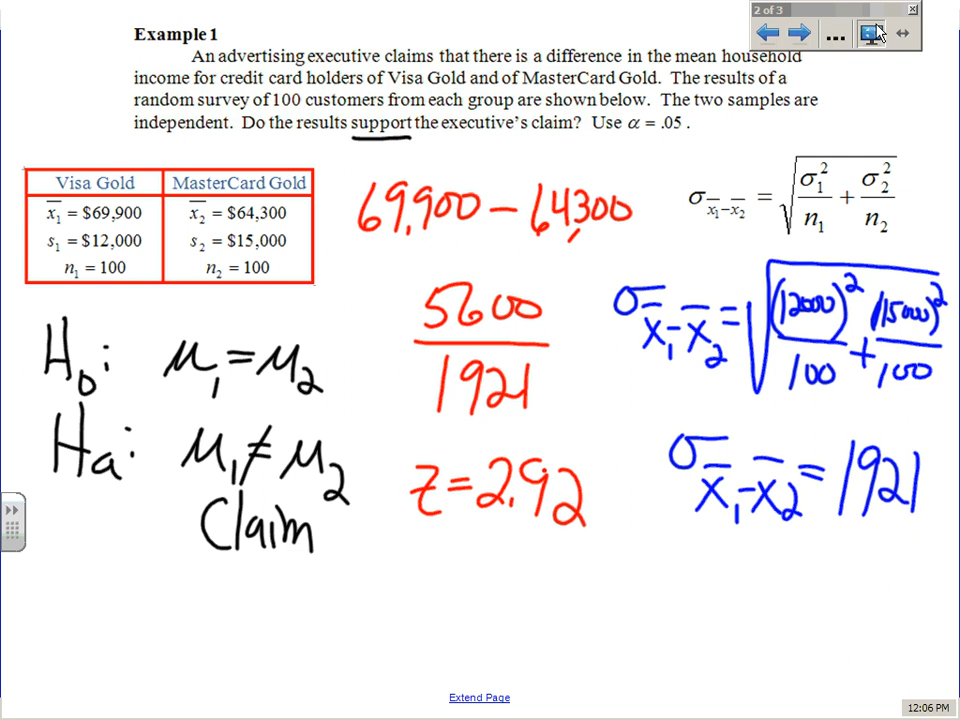 2 of 3
Example 1
An advertising executive claims that there is a difference in the mean household
income for credit card holders of Visa Gold and of MasterCard Gold. The results of a
random survey of 100 customers from each group are shown below. The two samples are
independent. Do the results support the executive's claim? Use α = .05 .
Visa Gold MasterCard Gold
x̄₁ = $69,900 x̄₂ = $64,300
s₁ = $12,000 s₂ = $15,000
n₁ = 100 n₂ = 100
69,900 − 64,300
σ x̄₁−x̄₂ = √(σ₁²/n₁ + σ₂²/n₂)
5600
1921
σ x̄₁−x̄₂ = √((12000)²/100 + (15000)²/100)
H₀: μ₁ = μ₂
Ha: μ₁ ≠ μ₂
Claim
z = 2.92
σ x̄₁−x̄₂ = 1921
Extend Page
12:06 PM